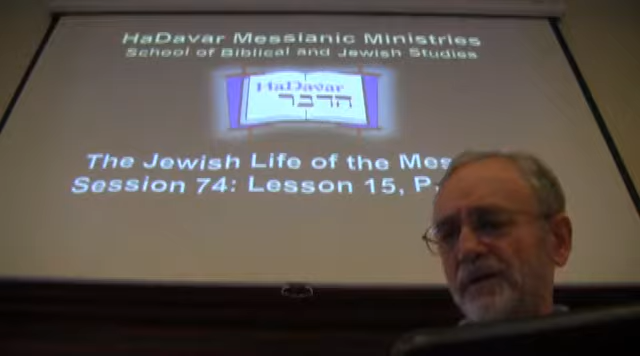 HaDavar Messianic Ministries
School of Biblical and Jewish Studies
HaDavar
הדבר
The Jewish Life of the Mes
Session 74: Lesson 15, P